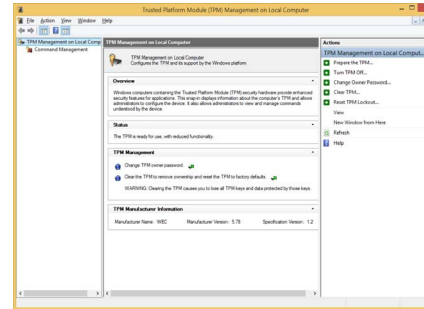 Trusted Platform Module (TPM) Management on Local Computer
File Action View Window Help
TPM Management on Local Comp
Command Management
TPM Management on Local Computer
TPM Management on Local Computer
Configures the TPM and its support by the Windows platform
Overview
Windows computers containing the Trusted Platform Module (TPM) security hardware provide enhanced
security features for applications. This snap-in displays information about the computer's TPM and allows
administrators to configure the device. It also allows administrators to view and manage commands
understood by the device.
Status
The TPM is ready for use, with reduced functionality.
TPM Management
Change TPM owner password.
Clear the TPM to remove ownership and reset the TPM to factory defaults.
WARNING: Clearing the TPM causes you to lose all TPM keys and data protected by those keys.
TPM Manufacturer Information
Manufacturer Name: WEC Manufacturer Version: 5.78 Specification Version: 1.2
Actions
TPM Management on Local Comput...
Prepare the TPM...
Turn TPM Off...
Change Owner Password...
Clear TPM...
Reset TPM Lockout...
View
New Window from Here
Refresh
Help